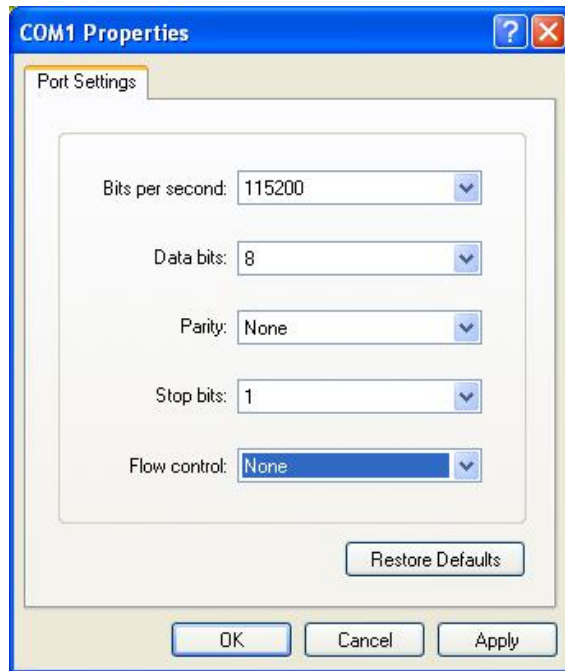 COM1 Properties
Port Settings
Bits per second: 115200
Data bits: 8
Parity: None
Stop bits: 1
Flow control: None
Restore Defaults
OK Cancel Apply